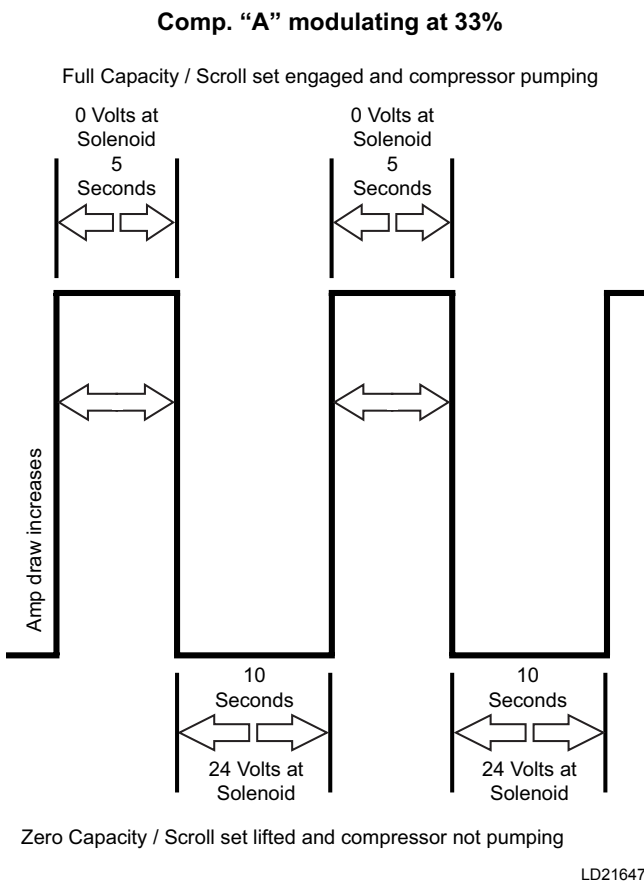 Comp. “A” modulating at 33%
Full Capacity / Scroll set engaged and compressor pumping
0 Volts at
Solenoid
5
Seconds
0 Volts at
Solenoid
5
Seconds
Amp draw increases
10
Seconds
24 Volts at
Solenoid
10
Seconds
24 Volts at
Solenoid
Zero Capacity / Scroll set lifted and compressor not pumping
LD21647